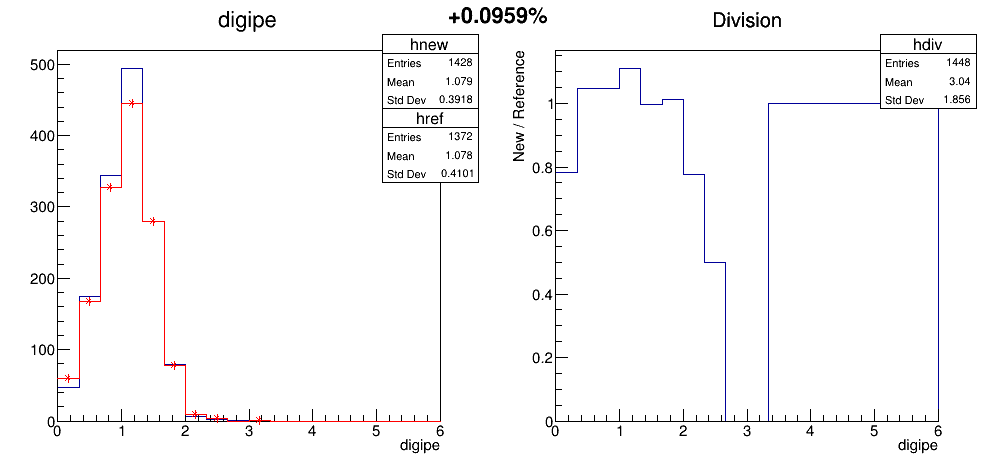 +0.0959%
digipe
hnew
Entries 1428
Mean 1.079
Std Dev 0.3918
href
Entries 1372
Mean 1.078
Std Dev 0.4101
500
400
300
200
100
0
0 1 2 3 4 5 6
digipe
Division
hdiv
Entries 1448
Mean 3.04
Std Dev 1.856
New / Reference
1
0.8
0.6
0.4
0.2
0
0 1 2 3 4 5 6
digipe